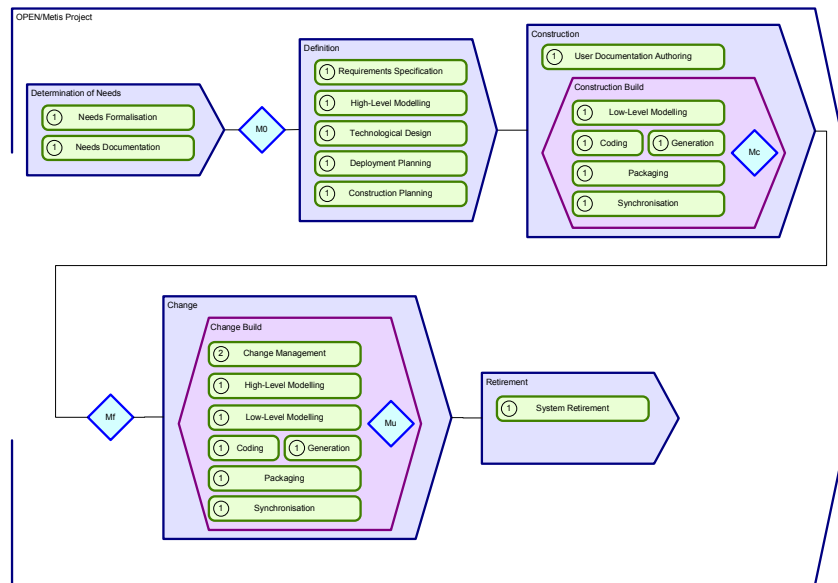 OPEN/Metis Project
Determination of Needs
1 Needs Formalisation
1 Needs Documentation
M0
Definition
1 Requirements Specification
1 High-Level Modelling
1 Technological Design
1 Deployment Planning
1 Construction Planning
Construction
1 User Documentation Authoring
Construction Build
1 Low-Level Modelling
1 Coding 1 Generation
1 Packaging
1 Synchronisation
Mc
Mf
Change
Change Build
2 Change Management
1 High-Level Modelling
1 Low-Level Modelling
1 Coding 1 Generation
1 Packaging
1 Synchronisation
Mu
Retirement
1 System Retirement